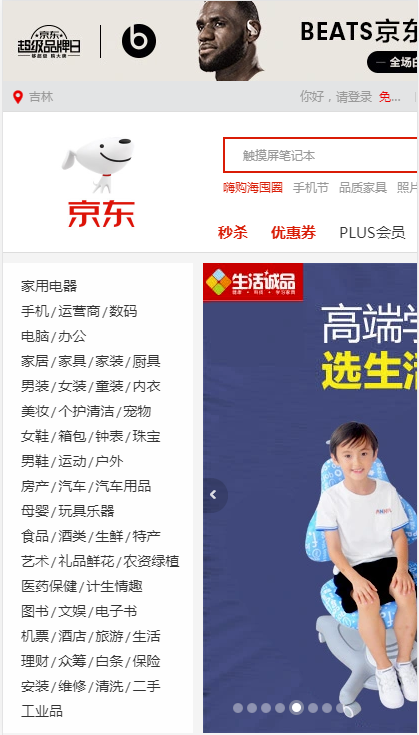 京东
超级品牌日
BEATS京东
全场
吉林
你好，请登录 免...
触摸屏笔记本
嗨购海囤圈 手机节 品质家具 照片
京东
秒杀 优惠券 PLUS会员
家用电器
手机/运营商/数码
电脑/办公
家居/家具/家装/厨具
男装/女装/童装/内衣
美妆/个护清洁/宠物
女鞋/箱包/钟表/珠宝
男鞋/运动/户外
房产/汽车/汽车用品
母婴/玩具乐器
食品/酒类/生鲜/特产
艺术/礼品鲜花/农资绿植
医药保健/计生情趣
图书/文娱/电子书
机票/酒店/旅游/生活
理财/众筹/白条/保险
安装/维修/清洗/二手
工业品
生活诚品
高端学
选生活